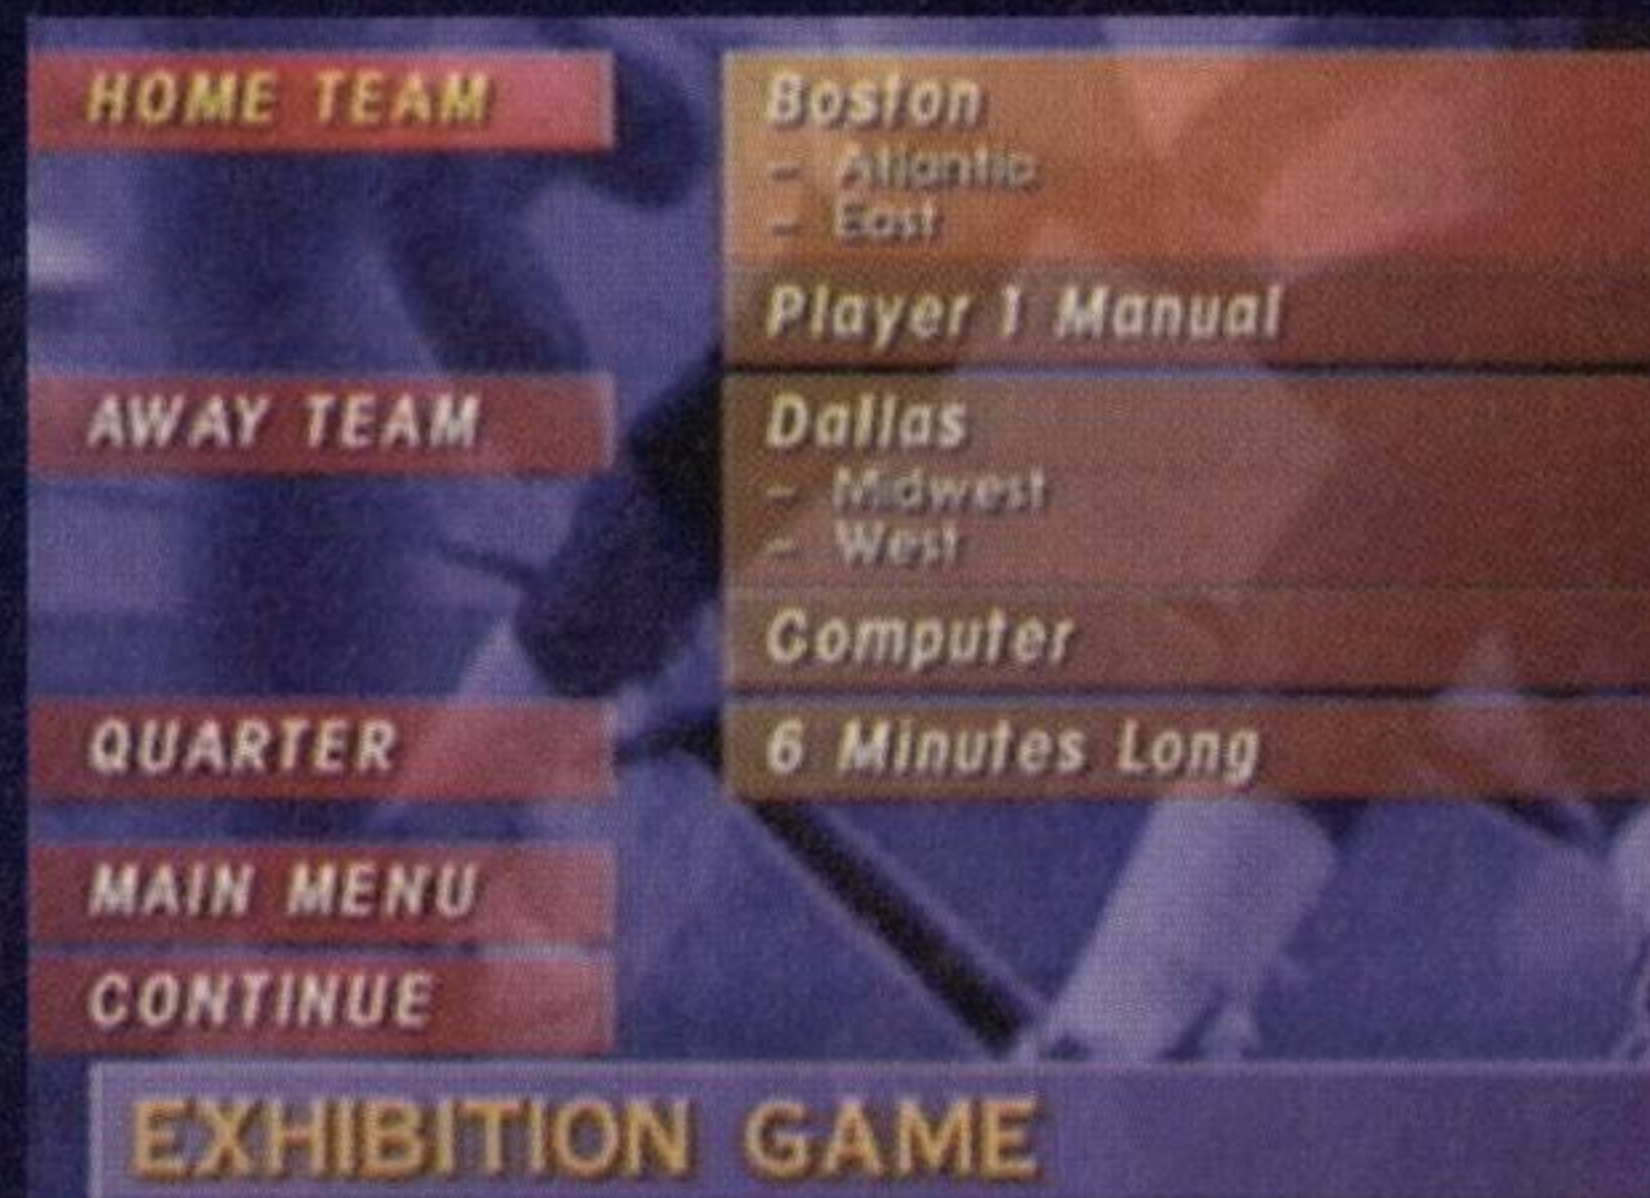 HOME TEAM
Boston
- Atlantic
- East
Player 1 Manual
AWAY TEAM
Dallas
- Midwest
- West
Computer
QUARTER
6 Minutes Long
MAIN MENU
CONTINUE
EXHIBITION GAME